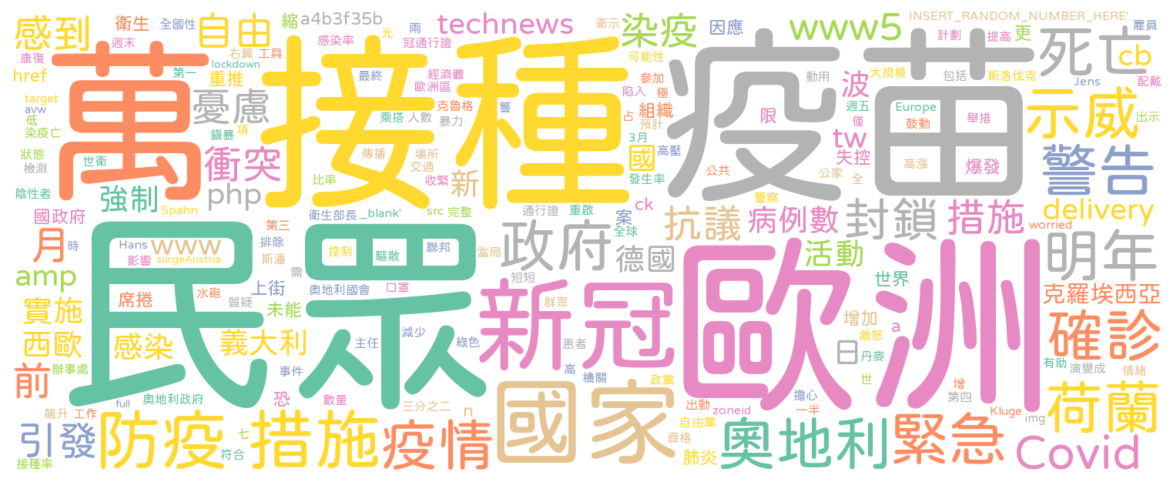 感到
衛生
全國性
縮
a4b3f35b
technews
染疫
因應
www5
INSERT_RANDOM_NUMBER_HERE'
計劃
提高
更
死亡
雇員
cb
配戴
康復
週末
自由
右翼
工具
感染率
冠通行證
兩
光
衛示
可能性
href
第一
lockdown
重推
最終
經濟體
歐洲區
參加
陷入
極
動用
大規模
包括
斯洛伐克
Jens
波
週五
僅
target
avw
低
染疫亡
萬
憂慮
鎮暴
項
接種
乘搭
人數
克魯格
暴力
警
占
組織
預計
3月
疫苗
限
Europe
鼓動
舉措
示威
出示
狀態
檢測
世衛
衝突
傳播
場所
交通
國
高壓
tw
失控
公家
全
高漲
爆發
警告
陰性者
強制
php
比率
收緊
新
發生率
公共
國政府
Spahn
衛生部長
_blank'
src
完整
通行證
重啟
案
ck
抗議
病例數
封鎖
措施
delivery
worried
月
時
Hans
影響
www
surgeAustria
第三
排除
斯潘
控制
驅散
聯邦
當局
政府
全球
德國
警察
活動
世界
明年
amp
席捲
水砲
質疑
需
上街
奧地利國會
口罩
短短
群眾
歐洲
克羅埃西亞
實施
未能
民眾
新冠
增加
a
激怒
確診
西歐
感染
義大利
主任
減少
綠色
患者
日
丹麥
有助
演變成
情緒
前
辦事處
事件
高
機關
政黨
擔心
世
增
第四
奧地利政府
恐
數量
國家
full
飆升
工作
三分之二
n
自由黨
出動
zoneid
一半
Kluge
img
荷蘭
引發
防疫
措施
疫情
資格
肺炎
奧地利
緊急
Covid
接種率
七
符合